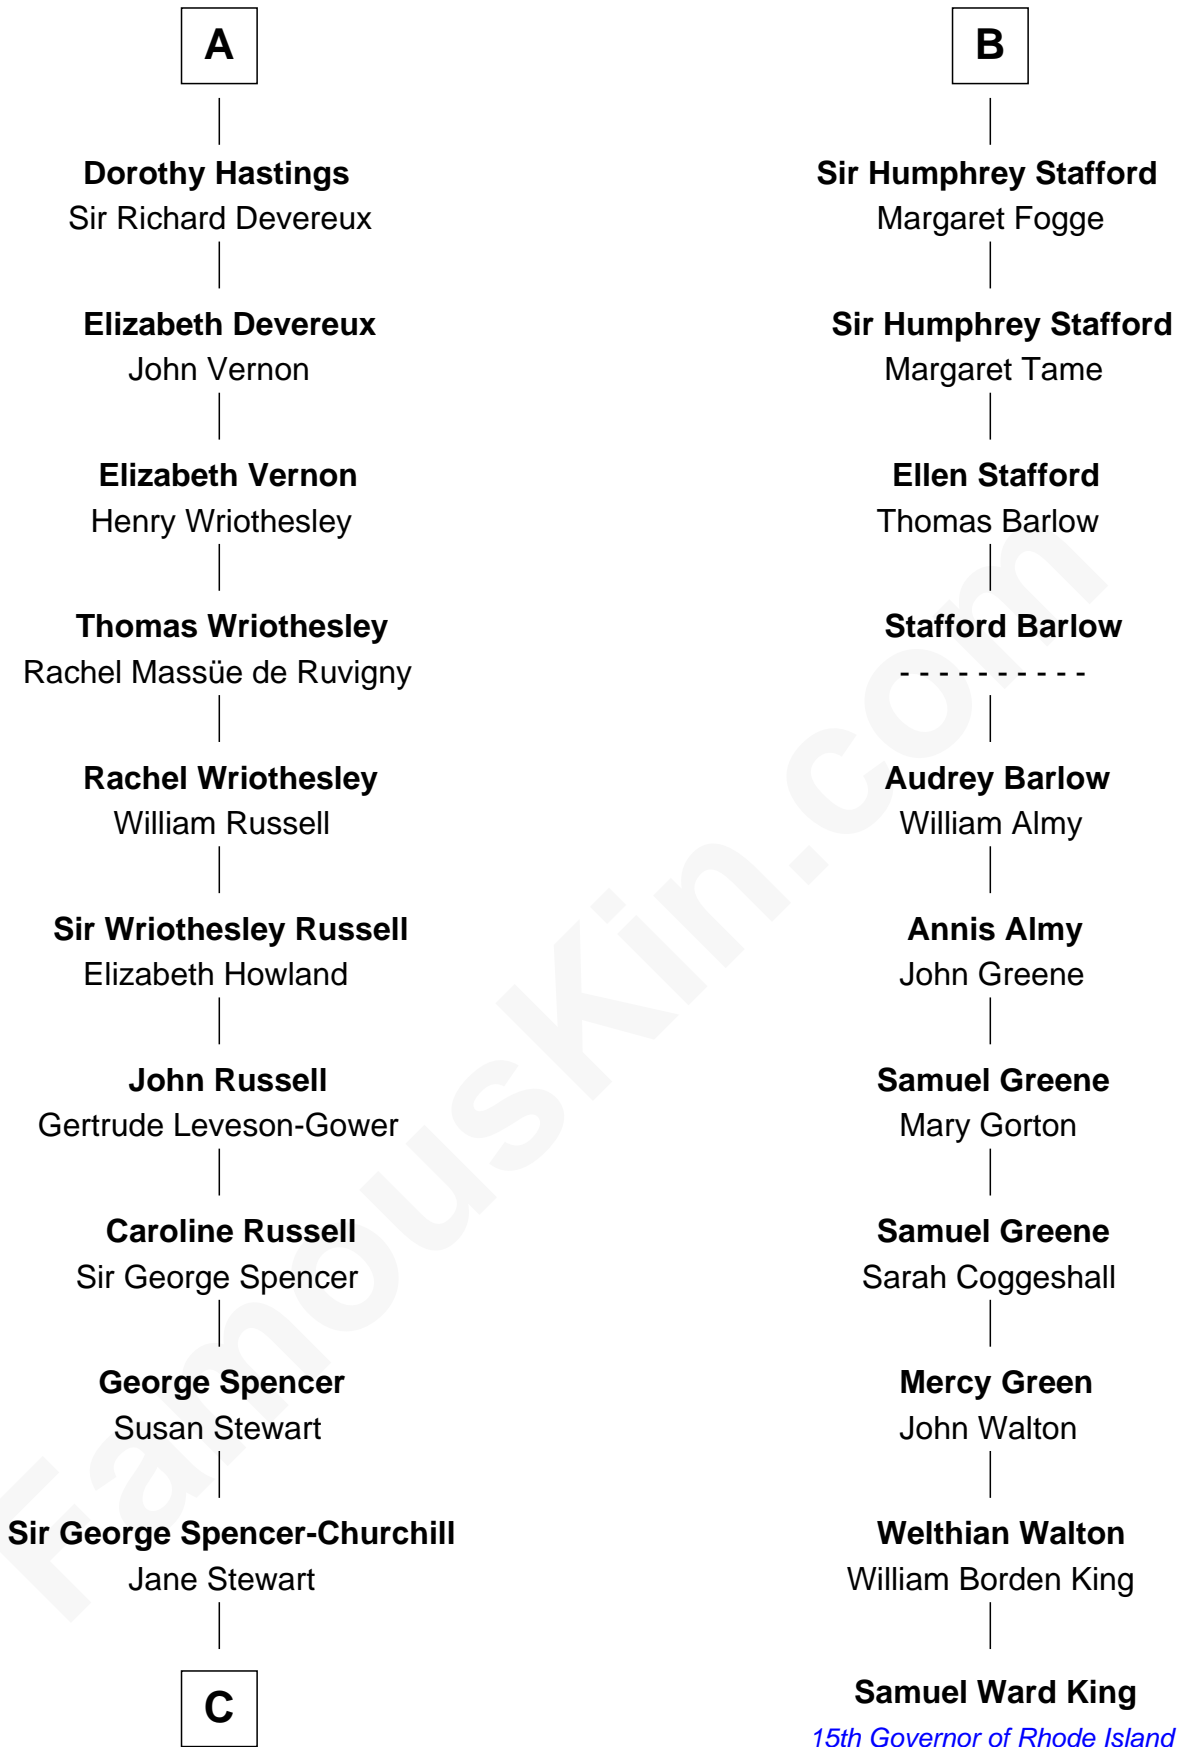 A
Dorothy Hastings
Sir Richard Devereux
Elizabeth Devereux
John Vernon
Elizabeth Vernon
Henry Wriothesley
Thomas Wriothesley
Rachel Massüe de Ruvigny
Rachel Wriothesley
William Russell
Sir Wriothesley Russell
Elizabeth Howland
John Russell
Gertrude Leveson-Gower
Caroline Russell
Sir George Spencer
George Spencer
Susan Stewart
Sir George Spencer-Churchill
Jane Stewart
C
B
Sir Humphrey Stafford
Margaret Fogge
Sir Humphrey Stafford
Margaret Tame
Ellen Stafford
Thomas Barlow
Stafford Barlow
- - - - - - - - - -
Audrey Barlow
William Almy
Annis Almy
John Greene
Samuel Greene
Mary Gorton
Samuel Greene
Sarah Coggeshall
Mercy Green
John Walton
Welthian Walton
William Borden King
Samuel Ward King
15th Governor of Rhode Island
FamousKin.com